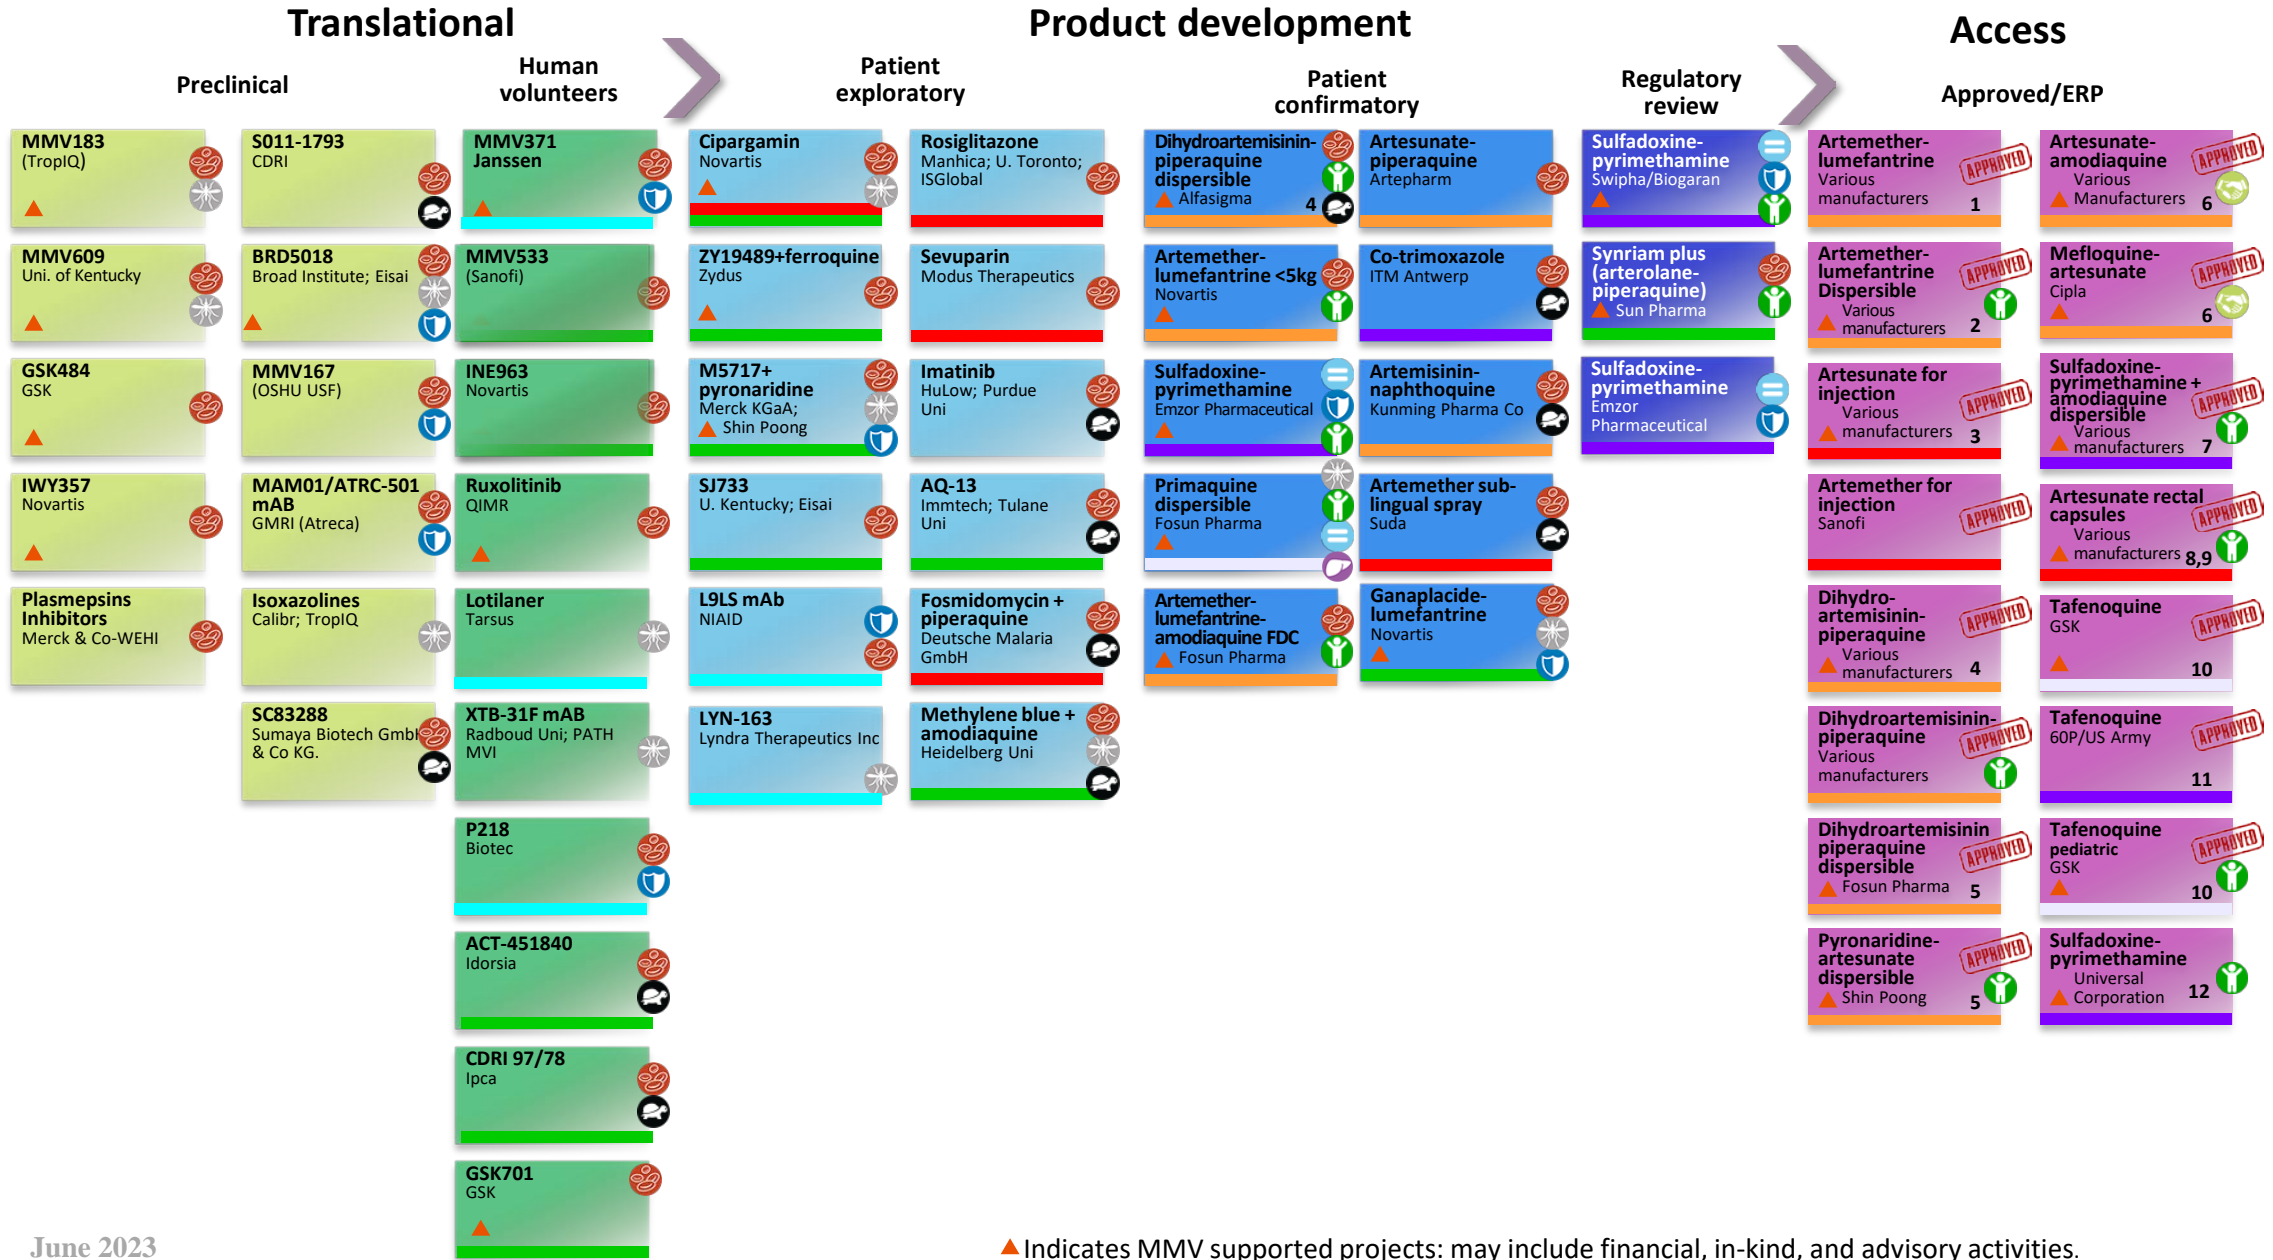 Translational
Product development
Access
Preclinical
Human
volunteers
Patient
exploratory
Patient
confirmatory
Regulatory
review
Approved/ERP
MMV183
(TropIQ)
MMV609
Uni. of Kentucky
GSK484
GSK
IWY357
Novartis
Plasmepsins
Inhibitors
Merck & Co-WEHI
S011-1793
CDRI
BRD5018
Broad Institute; Eisai
MMV167
(OSHU USF)
MAM01/ATRC-501
mAB
GMRI (Atreca)
Isoxazolines
Calibr; TropIQ
SC83288
Sumaya Biotech GmbH
& Co KG.
MMV371
Janssen
MMV533
(Sanofi)
INE963
Novartis
Ruxolitinib
QIMR
Lotilaner
Tarsus
XTB-31F mAB
Radboud Uni; PATH
MVI
P218
Biotec
ACT-451840
Idorsia
CDRI 97/78
Ipca
GSK701
GSK
Cipargamin
Novartis
ZY19489+ferroquine
Zydus
M5717+
pyronaridine
Merck KGaA;
Shin Poong
SJ733
U. Kentucky; Eisai
L9LS mAb
NIAID
LYN-163
Lyndra Therapeutics Inc
Rosiglitazone
Manhica; U. Toronto;
ISGlobal
Sevuparin
Modus Therapeutics
Imatinib
HuLow; Purdue
Uni
AQ-13
Immtech; Tulane
Uni
Fosmidomycin +
piperaquine
Deutsche Malaria
GmbH
Methylene blue +
amodiaquine
Heidelberg Uni
Dihydroartemisinin-
piperaquine
dispersible
Alfasigma 4
Artemether-
lumefantrine <5kg
Novartis
Sulfadoxine-
pyrimethamine
Emzor Pharmaceutical
Primaquine
dispersible
Fosun Pharma
Artemether-
lumefantrine-
amodiaquine FDC
Fosun Pharma
Artesunate-
piperaquine
Artepharm
Co-trimoxazole
ITM Antwerp
Artemisinin-
naphthoquine
Kunming Pharma Co
Artemether sub-
lingual spray
Suda
Ganaplacide-
lumefantrine
Novartis
Sulfadoxine-
pyrimethamine
Swipha/Biogaran
Synriam plus
(arterolane-
piperaquine)
Sun Pharma
Sulfadoxine-
pyrimethamine
Emzor
Pharmaceutical
Artemether-
lumefantrine
Various
manufacturers 1
APPROVED
Artemether-
lumefantrine
Dispersible
Various
manufacturers 2
APPROVED
Artesunate for
injection
Various
manufacturers 3
APPROVED
Artemether for
injection
Sanofi
APPROVED
Dihydro-
artemisinin-
piperaquine
Various
manufacturers 4
APPROVED
Dihydroartemisinin-
piperaquine
Various
manufacturers
APPROVED
Dihydroartemisinin
piperaquine
dispersible
Fosun Pharma 5
APPROVED
Pyronaridine-
artesunate
dispersible
Shin Poong 5
APPROVED
Artesunate-
amodiaquine
Various
Manufacturers 6
APPROVED
Mefloquine-
artesunate
Cipla
6
APPROVED
Sulfadoxine-
pyrimethamine +
amodiaquine
dispersible
Various
manufacturers 7
APPROVED
Artesunate rectal
capsules
Various
manufacturers 8,9
APPROVED
Tafenoquine
GSK
10
APPROVED
Tafenoquine
60P/US Army
11
APPROVED
Tafenoquine
pediatric
GSK
10
APPROVED
Sulfadoxine-
pyrimethamine
Universal
Corporation 12
June 2023
Indicates MMV supported projects: may include financial, in-kind, and advisory activities.